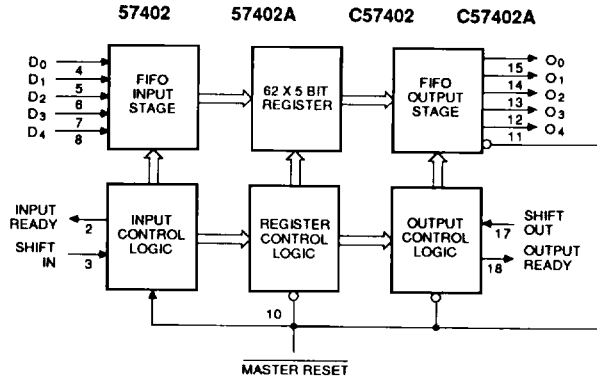 57402 57402A C57402 C57402A
D0
D1
D2
D3
D4
4
5
6
7
8
FIFO
INPUT
STAGE
62 X 5 BIT
REGISTER
FIFO
OUTPUT
STAGE
15
14
13
12
11
O0
O1
O2
O3
O4
INPUT
READY
2
SHIFT
IN
3
INPUT
CONTROL
LOGIC
REGISTER
CONTROL
LOGIC
OUTPUT
CONTROL
LOGIC
17
SHIFT
OUT
18
OUTPUT
READY
10
MASTER RESET